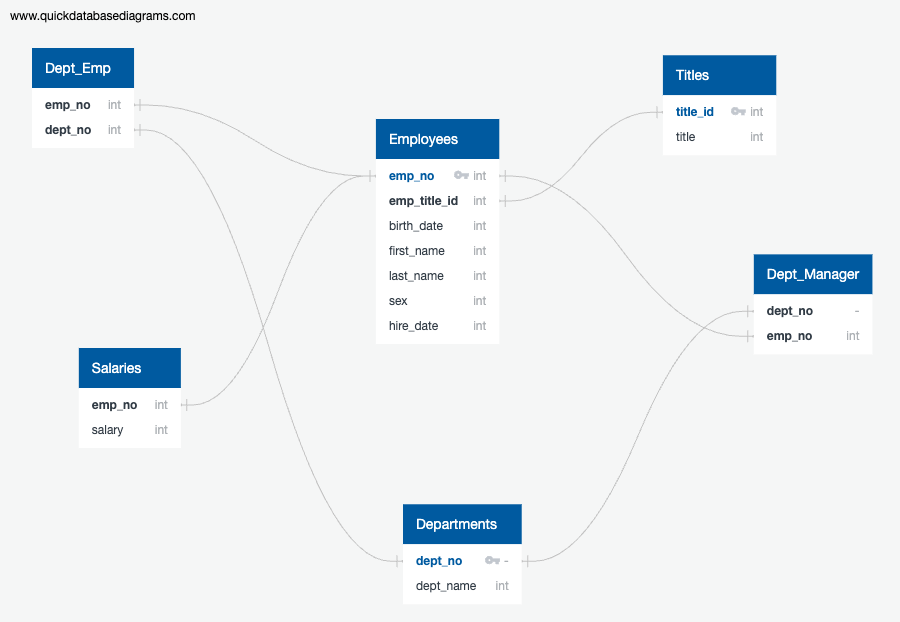 www.quickdatabasediagrams.com
Dept_Emp
emp_no int
dept_no int
Titles
title_id int
title int
Employees
emp_no int
emp_title_id int
birth_date int
first_name int
last_name int
sex int
hire_date int
Dept_Manager
dept_no -
emp_no int
Salaries
emp_no int
salary int
Departments
dept_no -
dept_name int